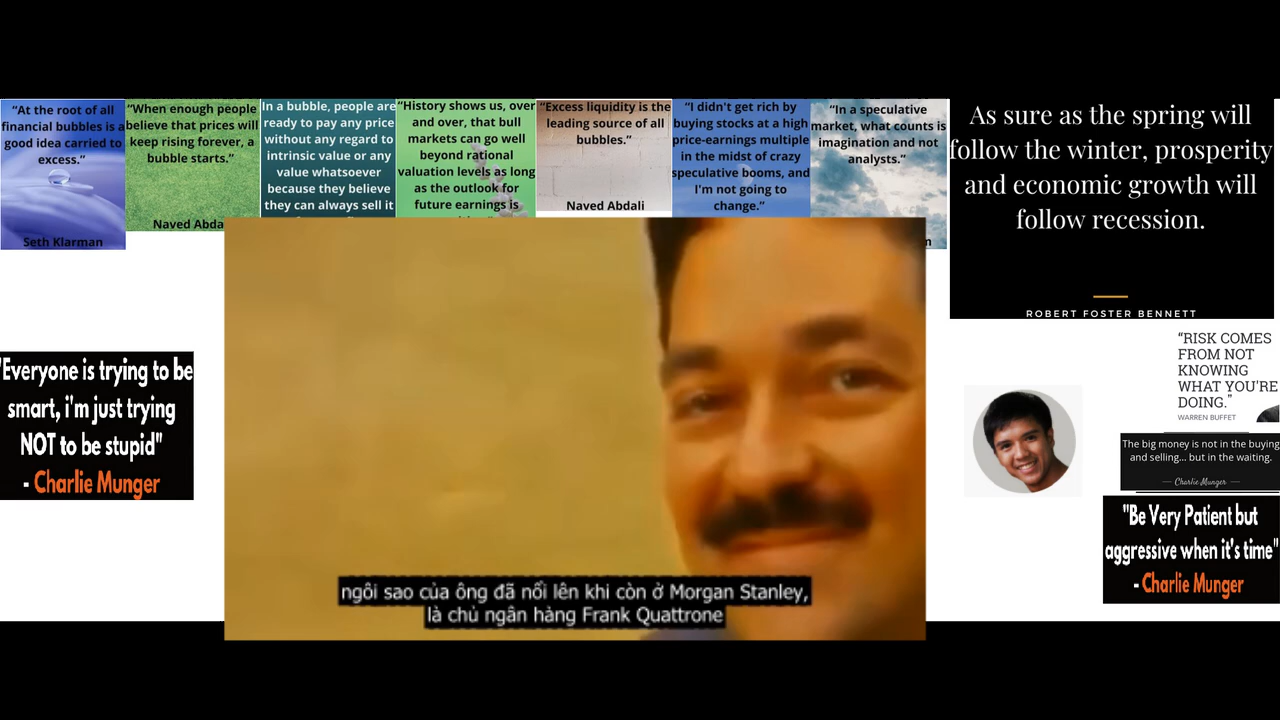 “At the root of all
financial bubbles is a
good idea carried to
excess.”
Seth Klarman
“When enough people
believe that prices will
keep rising forever, a
bubble starts.”
Naved Abda
In a bubble, people are
ready to pay any price
without any regard to
intrinsic value or any
value whatsoever
because they believe
they can always sell it
“History shows us, over
and over, that bull
markets can go well
beyond rational
valuation levels as long
as the outlook for
future earnings is
“Excess liquidity is the
leading source of all
bubbles.”
Naved Abdali
“I didn't get rich by
buying stocks at a high
price-earnings multiple
in the midst of crazy
speculative booms, and
I'm not going to
change.”
“In a speculative
market, what counts is
imagination and not
analysts.”
As sure as the spring will
follow the winter, prosperity
and economic growth will
follow recession.
ROBERT FOSTER BENNETT
"Everyone is trying to be
smart, i'm just trying
NOT to be stupid"
- Charlie Munger
“RISK COMES
FROM NOT
KNOWING
WHAT YOU'RE
DOING.”
WARREN BUFFET
The big money is not in the buying
and selling... but in the waiting.
— Charlie Munger —
"Be Very Patient but
aggressive when it's time"
- Charlie Munger
ngôi sao của ông đã nổi lên khi còn ở Morgan Stanley,
là chủ ngân hàng Frank Quattrone